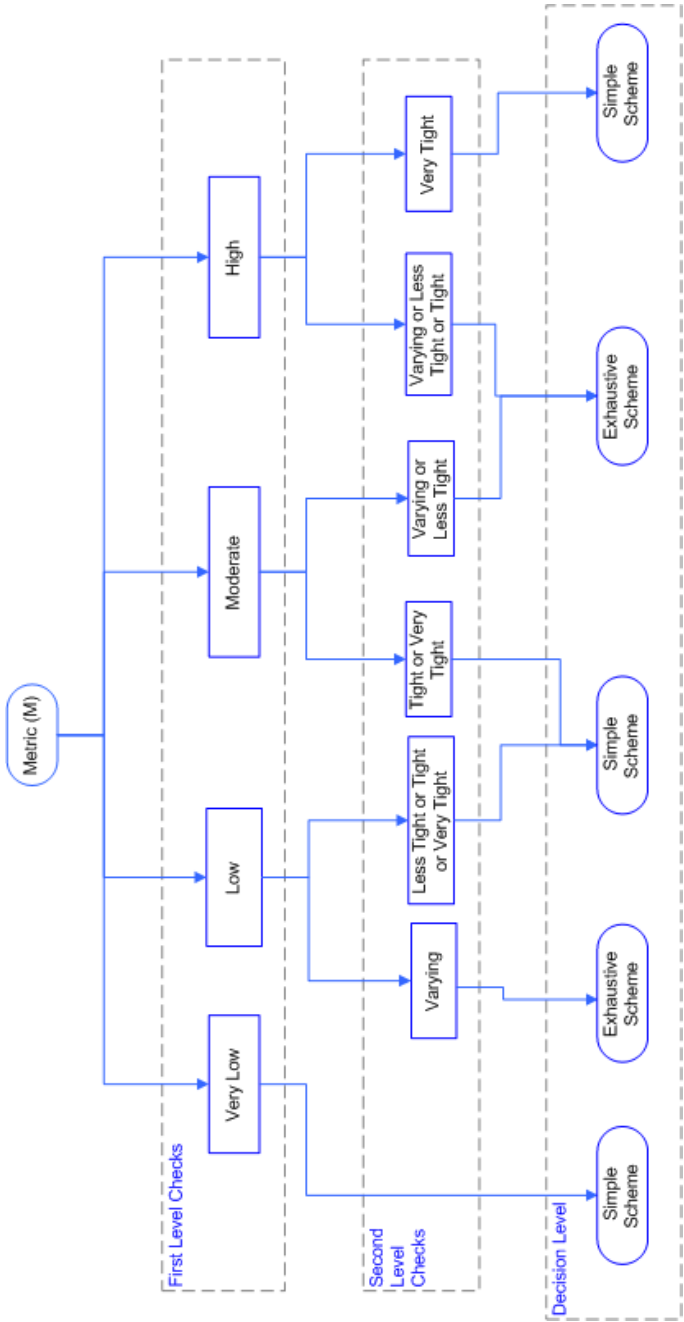 Metric (M)
First Level Checks
Very Low
Low
Moderate
High
Second
Level
Checks
Varying
Less Tight or Tight
or Very Tight
Tight or Very
Tight
Varying or
Less Tight
Varying or Less
Tight or Tight
Very Tight
Decision Level
Simple
Scheme
Exhaustive
Scheme
Simple
Scheme
Exhaustive
Scheme
Simple
Scheme